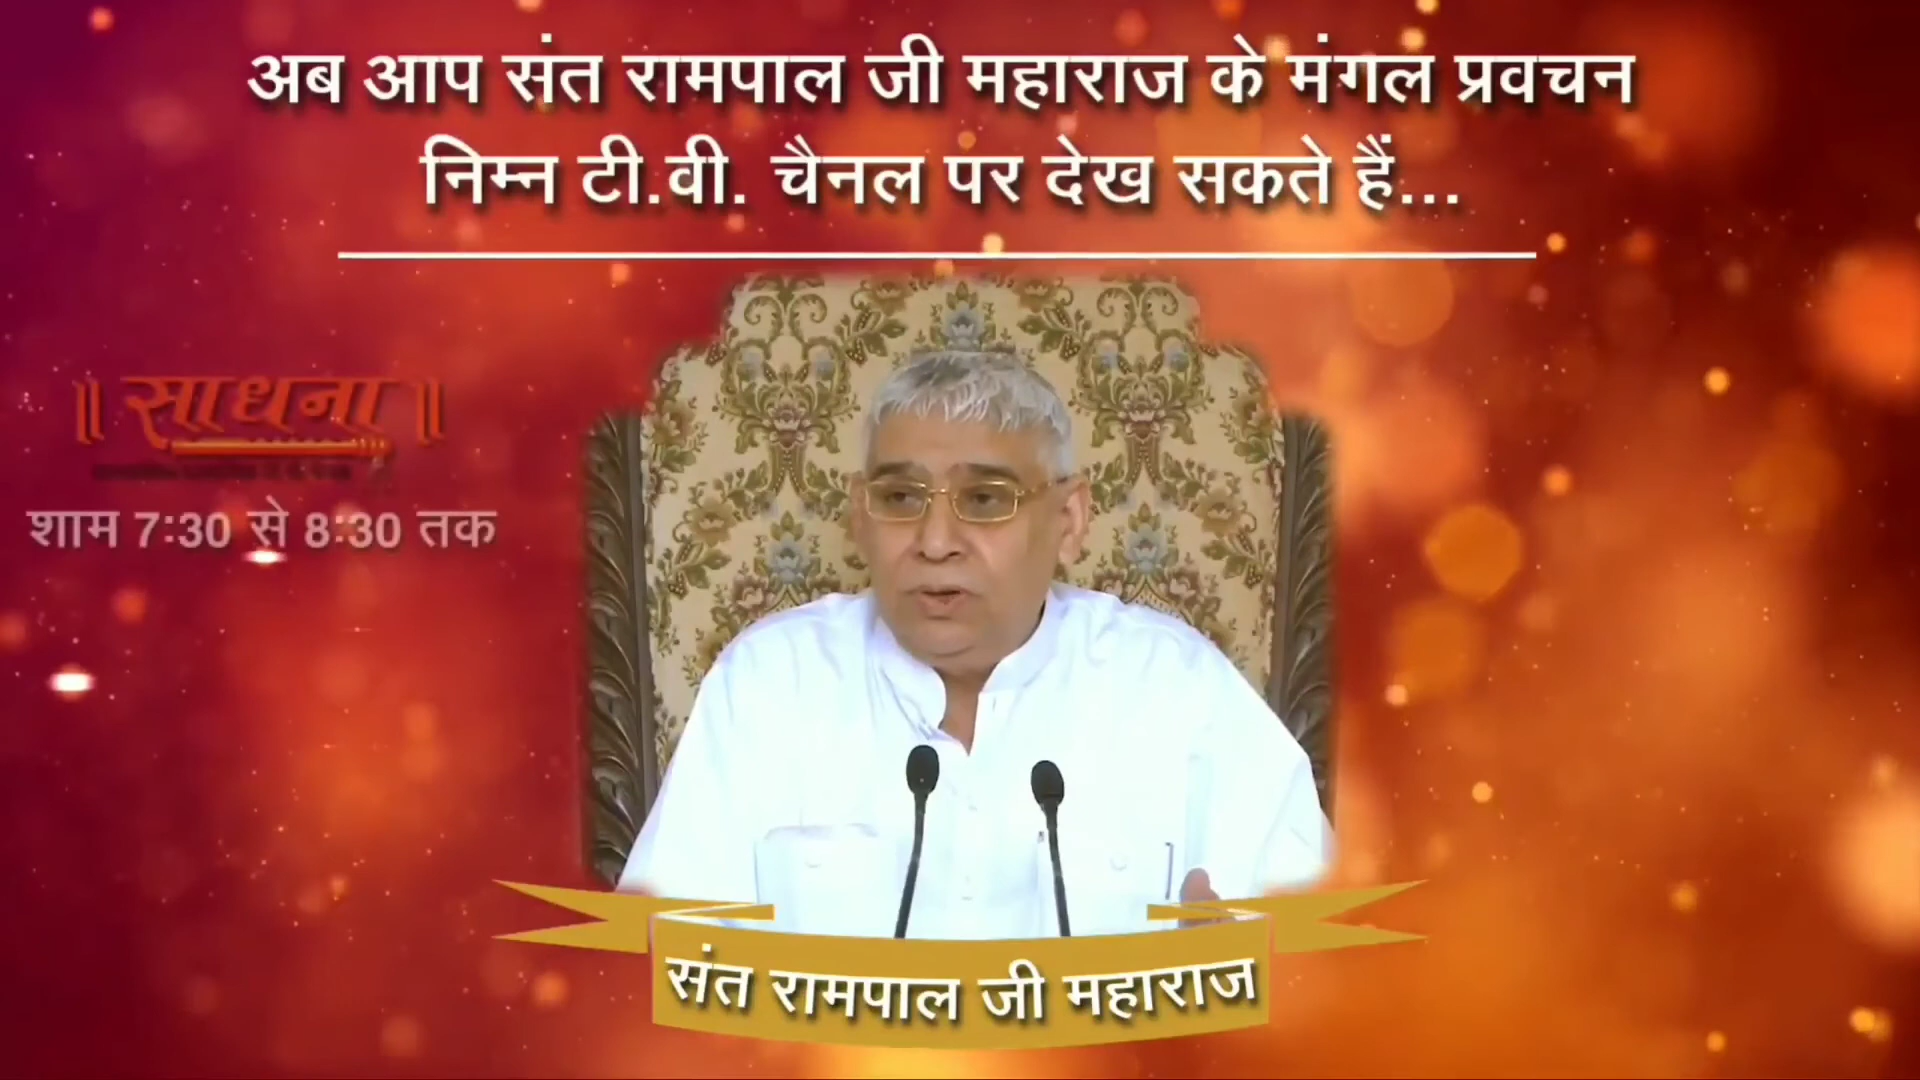 अब आप संत रामपाल जी महाराज के मंगल प्रवचन
निम्न टी.वी. चैनल पर देख सकते हैं...
॥ साधना ॥
शाम 7:30 से 8:30 तक
संत रामपाल जी महाराज